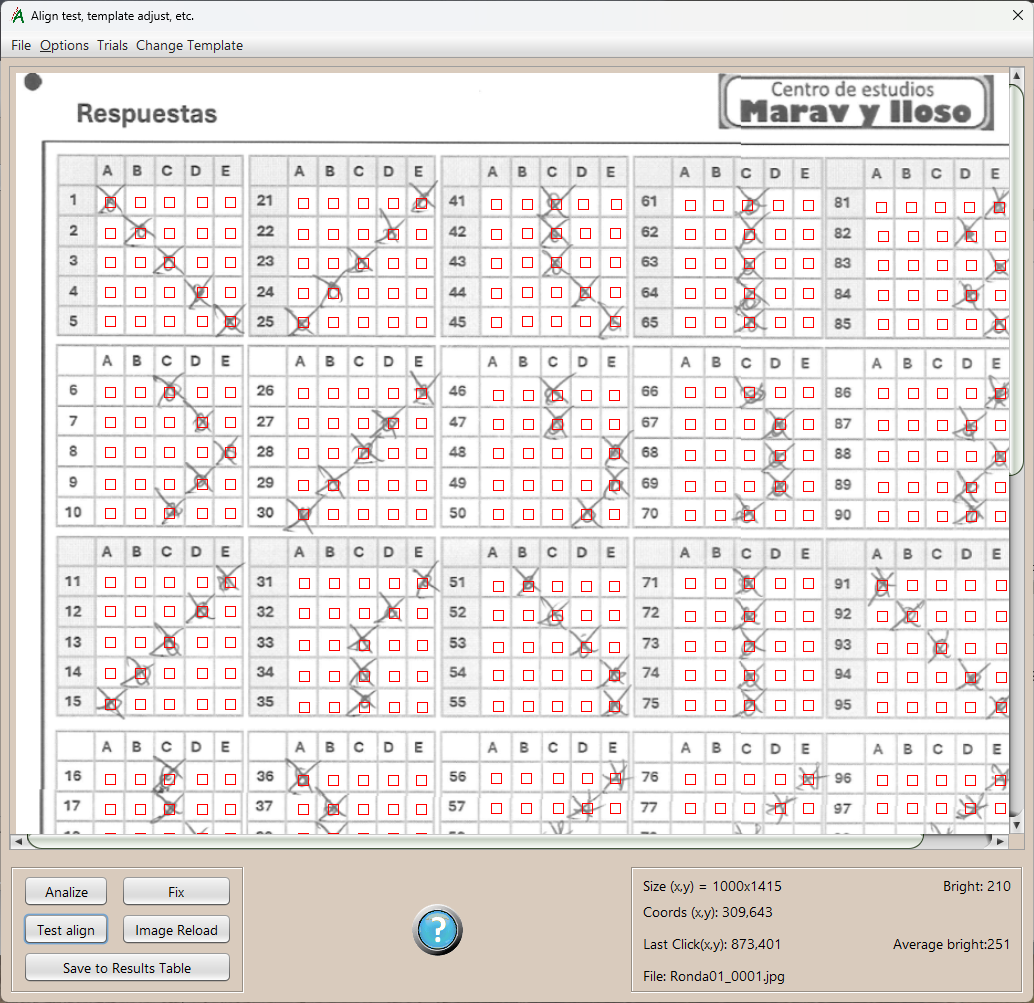 Align test, template adjust, etc.
File Options Trials Change Template
Respuestas
Centro de estudios
Marav y lloso
A B C D E A B C D E A B C D E A B C D E A B C D E
1 21 41 61 81
2 22 42 62 82
3 23 43 63 83
4 24 44 64 84
5 25 45 65 85
A B C D E A B C D E A B C D E A B C D E A B C D E
6 26 46 66 86
7 27 47 67 87
8 28 48 68 88
9 29 49 69 89
10 30 50 70 90
A B C D E A B C D E A B C D E A B C D E A B C D E
11 31 51 71 91
12 32 52 72 92
13 33 53 73 93
14 34 54 74 94
15 35 55 75 95
A B C D E A B C D E A B C D E A B C D E A B C D E
16 36 56 76 96
17 37 57 77 97
Analize Fix
Test align Image Reload
Save to Results Table
?
Size (x,y) = 1000x1415 Bright: 210
Coords (x,y): 309,643
Last Click(x,y): 873,401 Average bright:251
File: Ronda01_0001.jpg